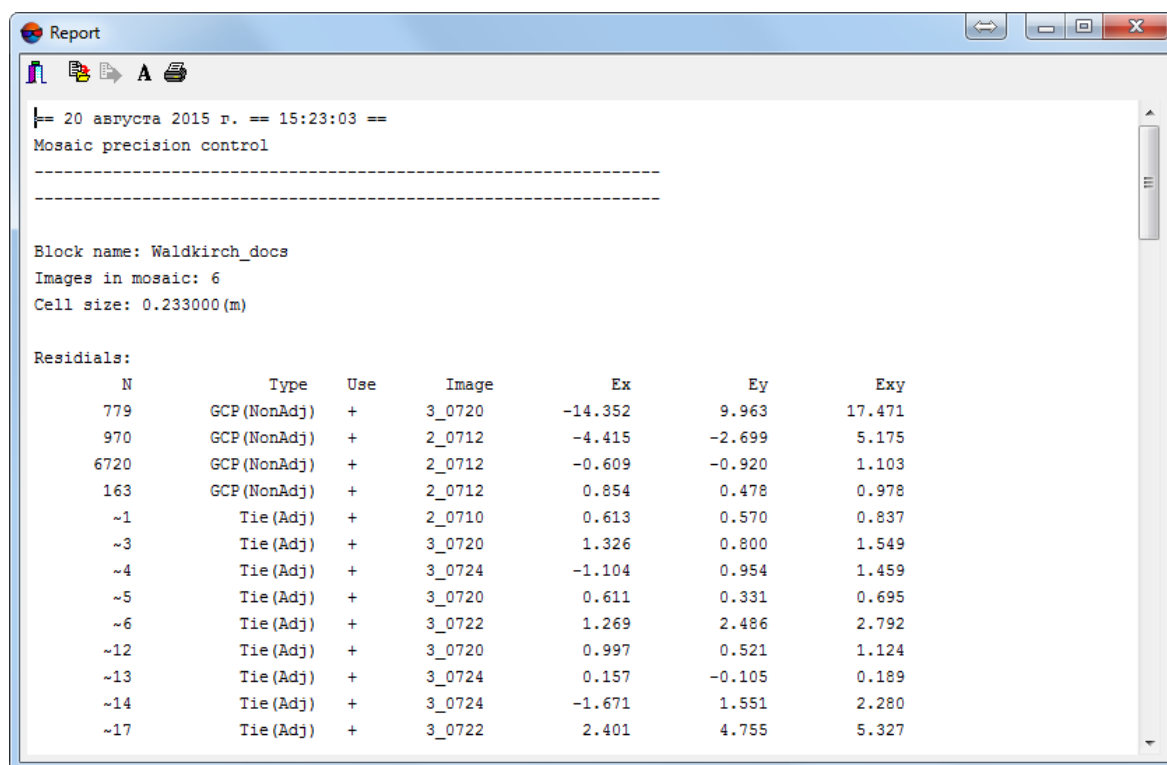 Report
A
== 20 августа 2015 г. == 15:23:03 ==
Mosaic precision control
----------------------------------------------------------------
----------------------------------------------------------------
Block name: Waldkirch_docs
Images in mosaic: 6
Cell size: 0.233000(m)
Residials:
N Type Use Image Ex Ey Exy
779 GCP(NonAdj) + 3_0720 -14.352 9.963 17.471
970 GCP(NonAdj) + 2_0712 -4.415 -2.699 5.175
6720 GCP(NonAdj) + 2_0712 -0.609 -0.920 1.103
163 GCP(NonAdj) + 2_0712 0.854 0.478 0.978
~1 Tie(Adj) + 2_0710 0.613 0.570 0.837
~3 Tie(Adj) + 3_0720 1.326 0.800 1.549
~4 Tie(Adj) + 3_0724 -1.104 0.954 1.459
~5 Tie(Adj) + 3_0720 0.611 0.331 0.695
~6 Tie(Adj) + 3_0722 1.269 2.486 2.792
~12 Tie(Adj) + 3_0720 0.997 0.521 1.124
~13 Tie(Adj) + 3_0724 0.157 -0.105 0.189
~14 Tie(Adj) + 3_0724 -1.671 1.551 2.280
~17 Tie(Adj) + 3_0722 2.401 4.755 5.327